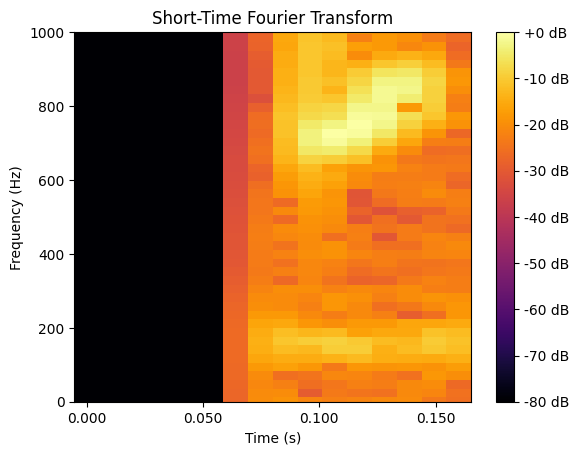 Short-Time Fourier Transform
1000
800
600
400
200
0
Frequency (Hz)
0.000
0.050
0.100
0.150
Time (s)
+0 dB
-10 dB
-20 dB
-30 dB
-40 dB
-50 dB
-60 dB
-70 dB
-80 dB